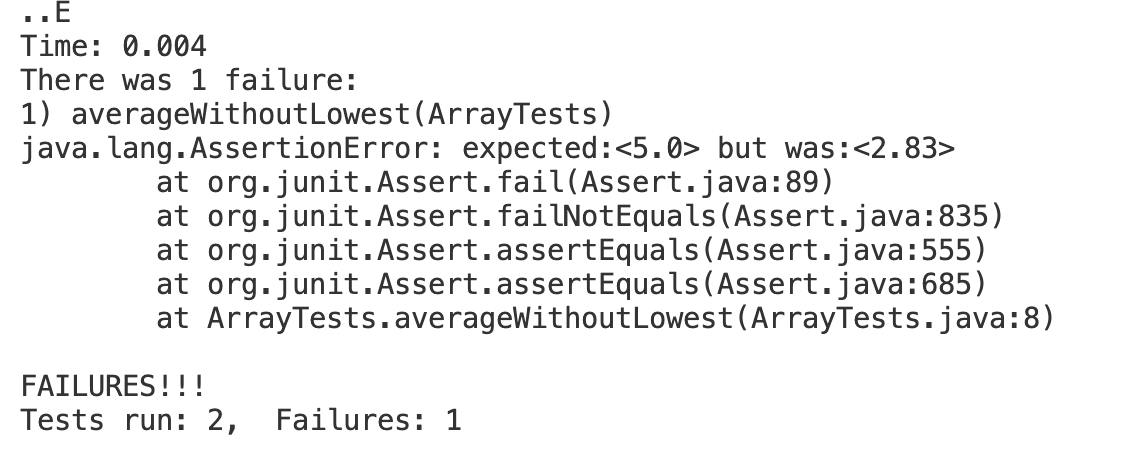 ..E
Time: 0.004
There was 1 failure:
1) averageWithoutLowest(ArrayTests)
java.lang.AssertionError: expected:<5.0> but was:<2.83>
        at org.junit.Assert.fail(Assert.java:89)
        at org.junit.Assert.failNotEquals(Assert.java:835)
        at org.junit.Assert.assertEquals(Assert.java:555)
        at org.junit.Assert.assertEquals(Assert.java:685)
        at ArrayTests.averageWithoutLowest(ArrayTests.java:8)

FAILURES!!!
Tests run: 2,  Failures: 1